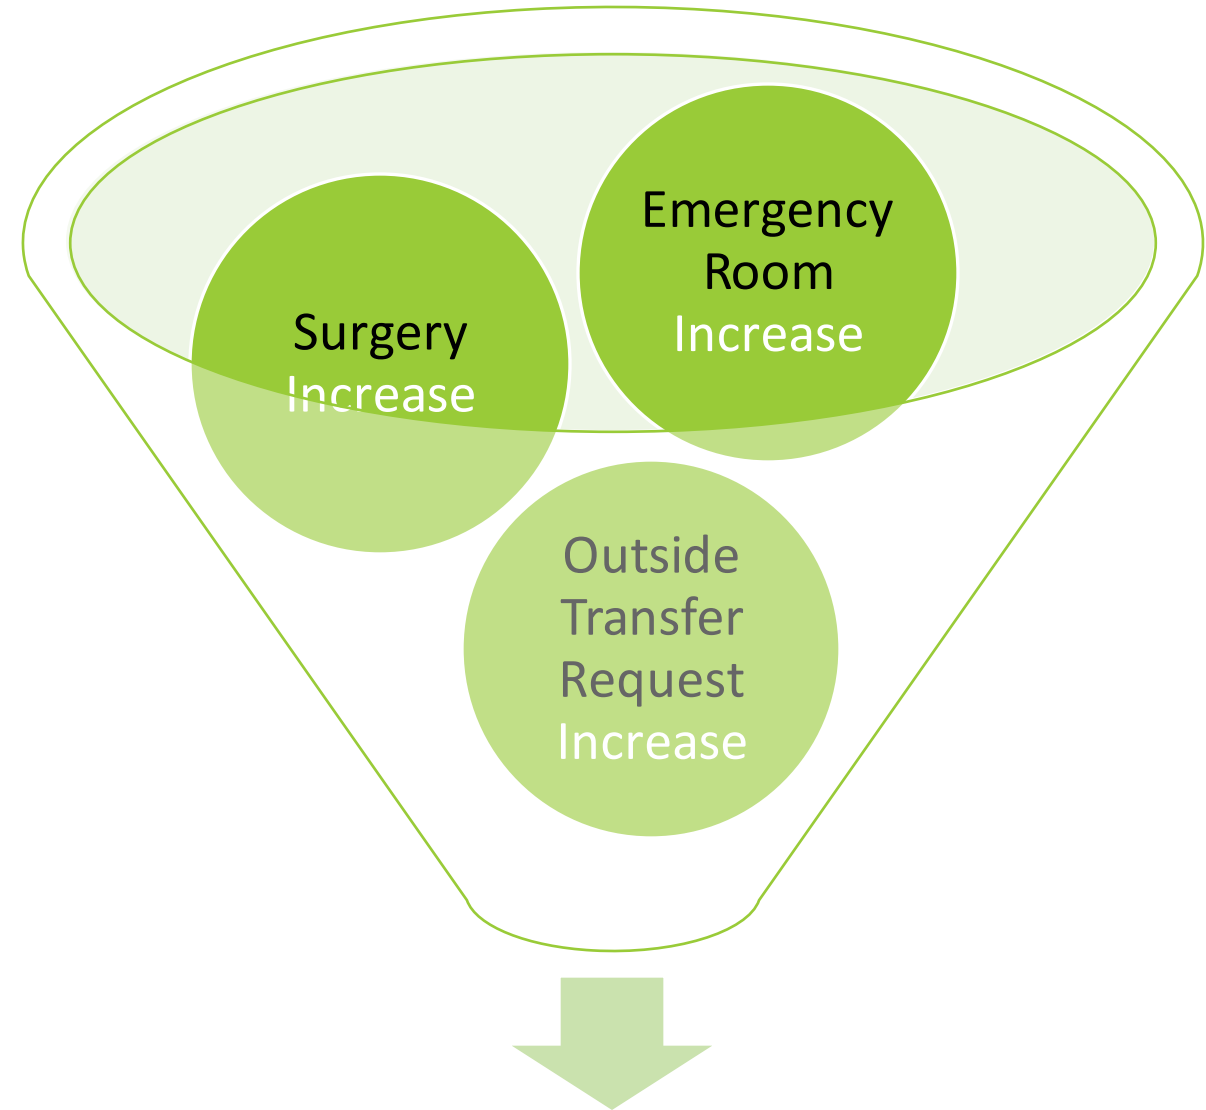 Emergency
Room
Increase
Surgery
Increase
Outside
Transfer
Request
Increase